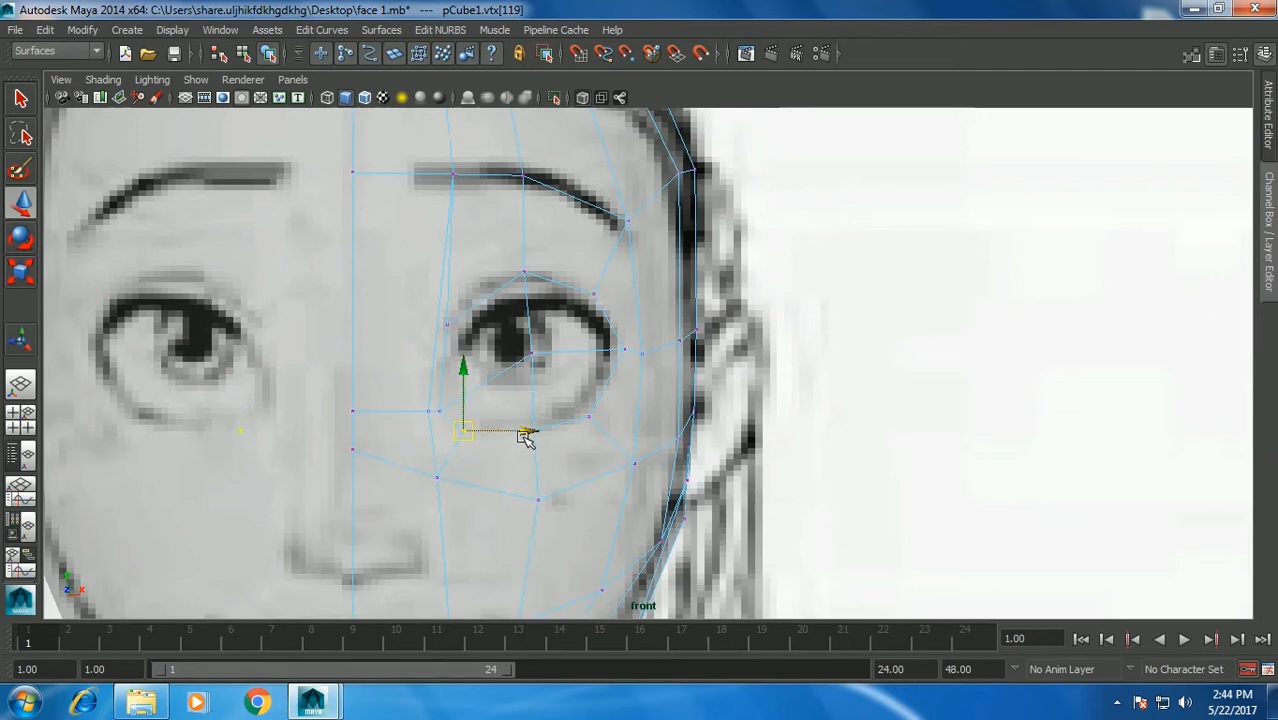 Autodesk Maya 2014 x64: C:\Users\share.uljhikfdkhgdkhg\Desktop\face 1.mb*  ---  pCube1.vtx[119]
File Edit Modify Create Display Window Assets Edit Curves Surfaces Edit NURBS Muscle Pipeline Cache Help
Surfaces
View Shading Lighting Show Renderer Panels
Attribute Editor
Channel Box / Layer Editor
z x
front
1 2 3 4 5 6 7 8 9 10 11 12 13 14 15 16 17 18 19 20 21 22 23 24
1 1.00
1.00 1.00 1 24 24.00 48.00 No Anim Layer No Character Set
MAYA
2:44 PM
5/22/2017